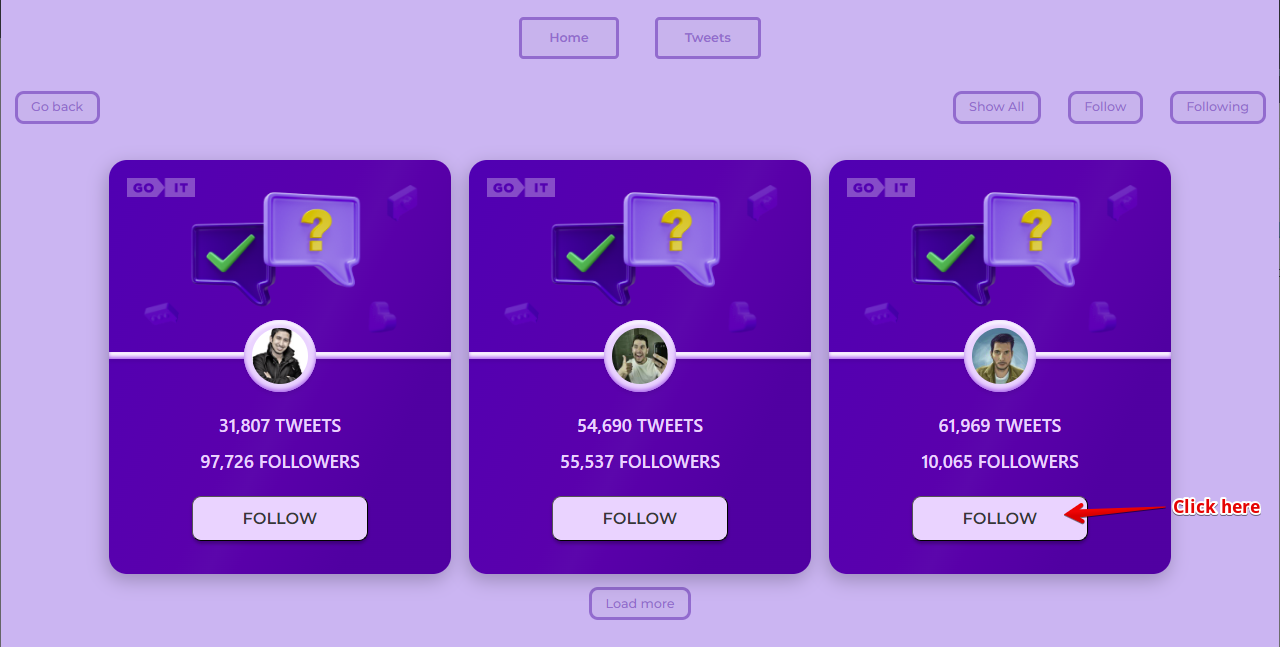 Home Tweets
Go back Show All Follow Following
GO IT GO IT GO IT
31,807 TWEETS 54,690 TWEETS 61,969 TWEETS
97,726 FOLLOWERS 55,537 FOLLOWERS 10,065 FOLLOWERS
FOLLOW FOLLOW FOLLOW Click here
Load more